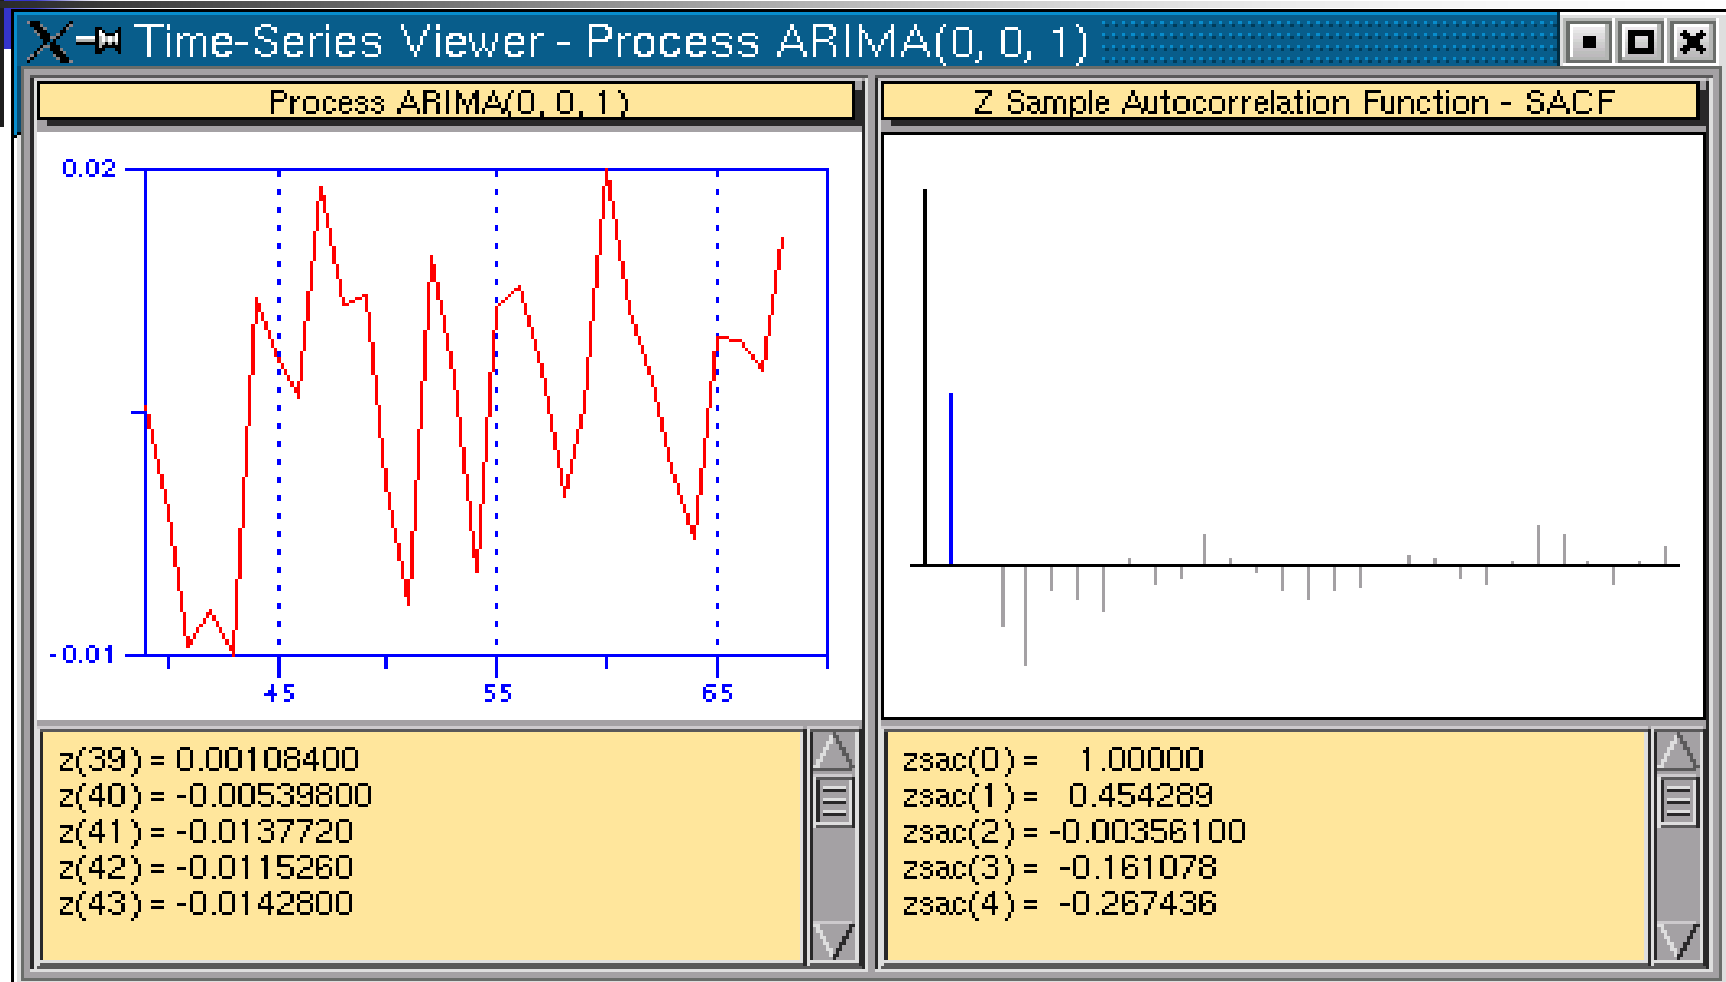 Time-Series Viewer - Process ARIMA(0, 0, 1)
Process ARIMA(0, 0, 1)
0.02
-0.01
45 55 65
z(39) = 0.00108400
z(40) = -0.00539800
z(41) = -0.0137720
z(42) = -0.0115260
z(43) = -0.0142800
Z Sample Autocorrelation Function - SACF
zsac(0) = 1.00000
zsac(1) = 0.454289
zsac(2) = -0.00356100
zsac(3) = -0.161078
zsac(4) = -0.267436